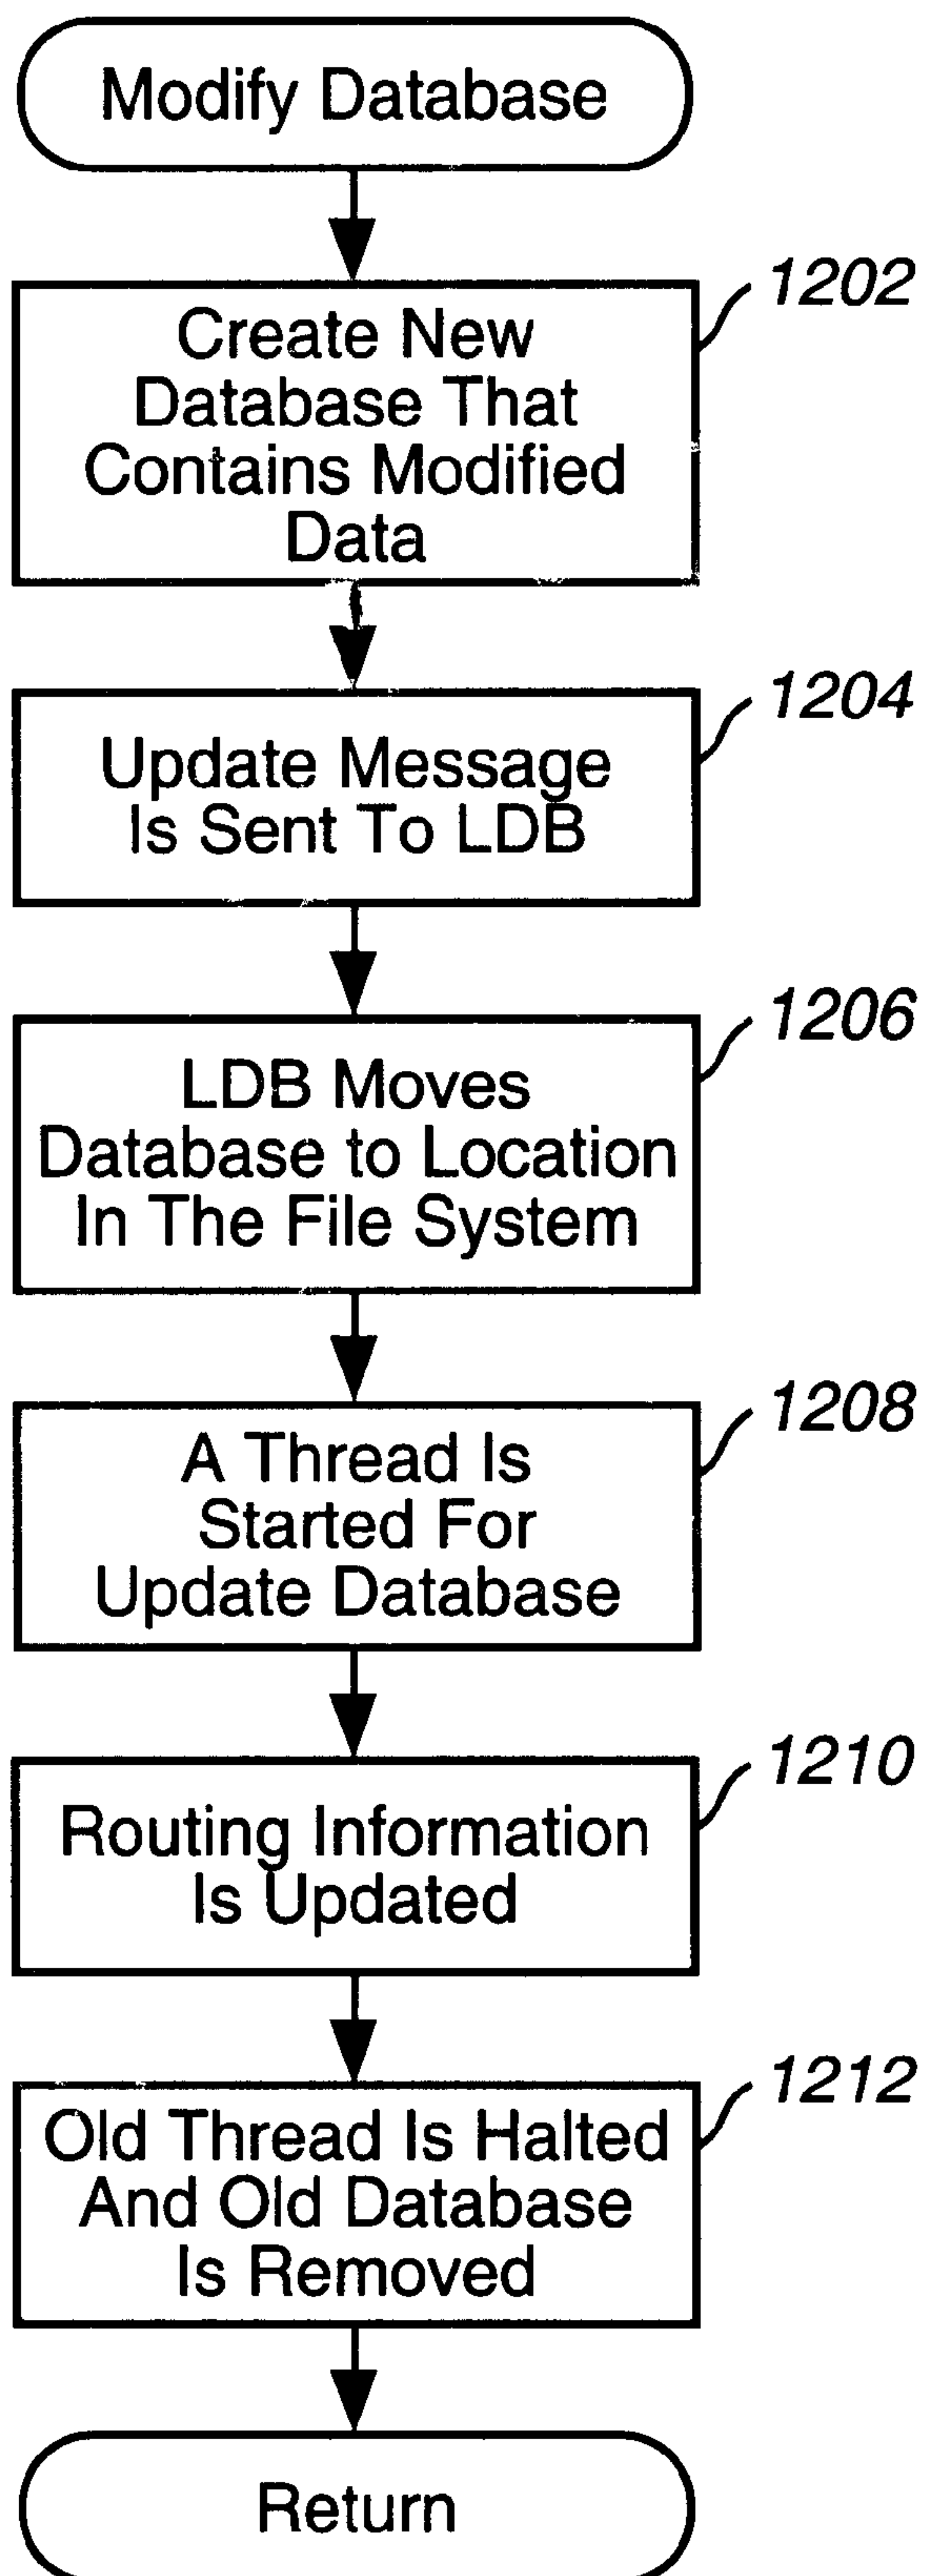 Modify Database
1202
Create New
Database That
Contains Modified
Data
1204
Update Message
Is Sent To LDB
1206
LDB Moves
Database to Location
In The File System
1208
A Thread Is
Started For
Update Database
1210
Routing Information
Is Updated
1212
Old Thread Is Halted
And Old Database
Is Removed
Return